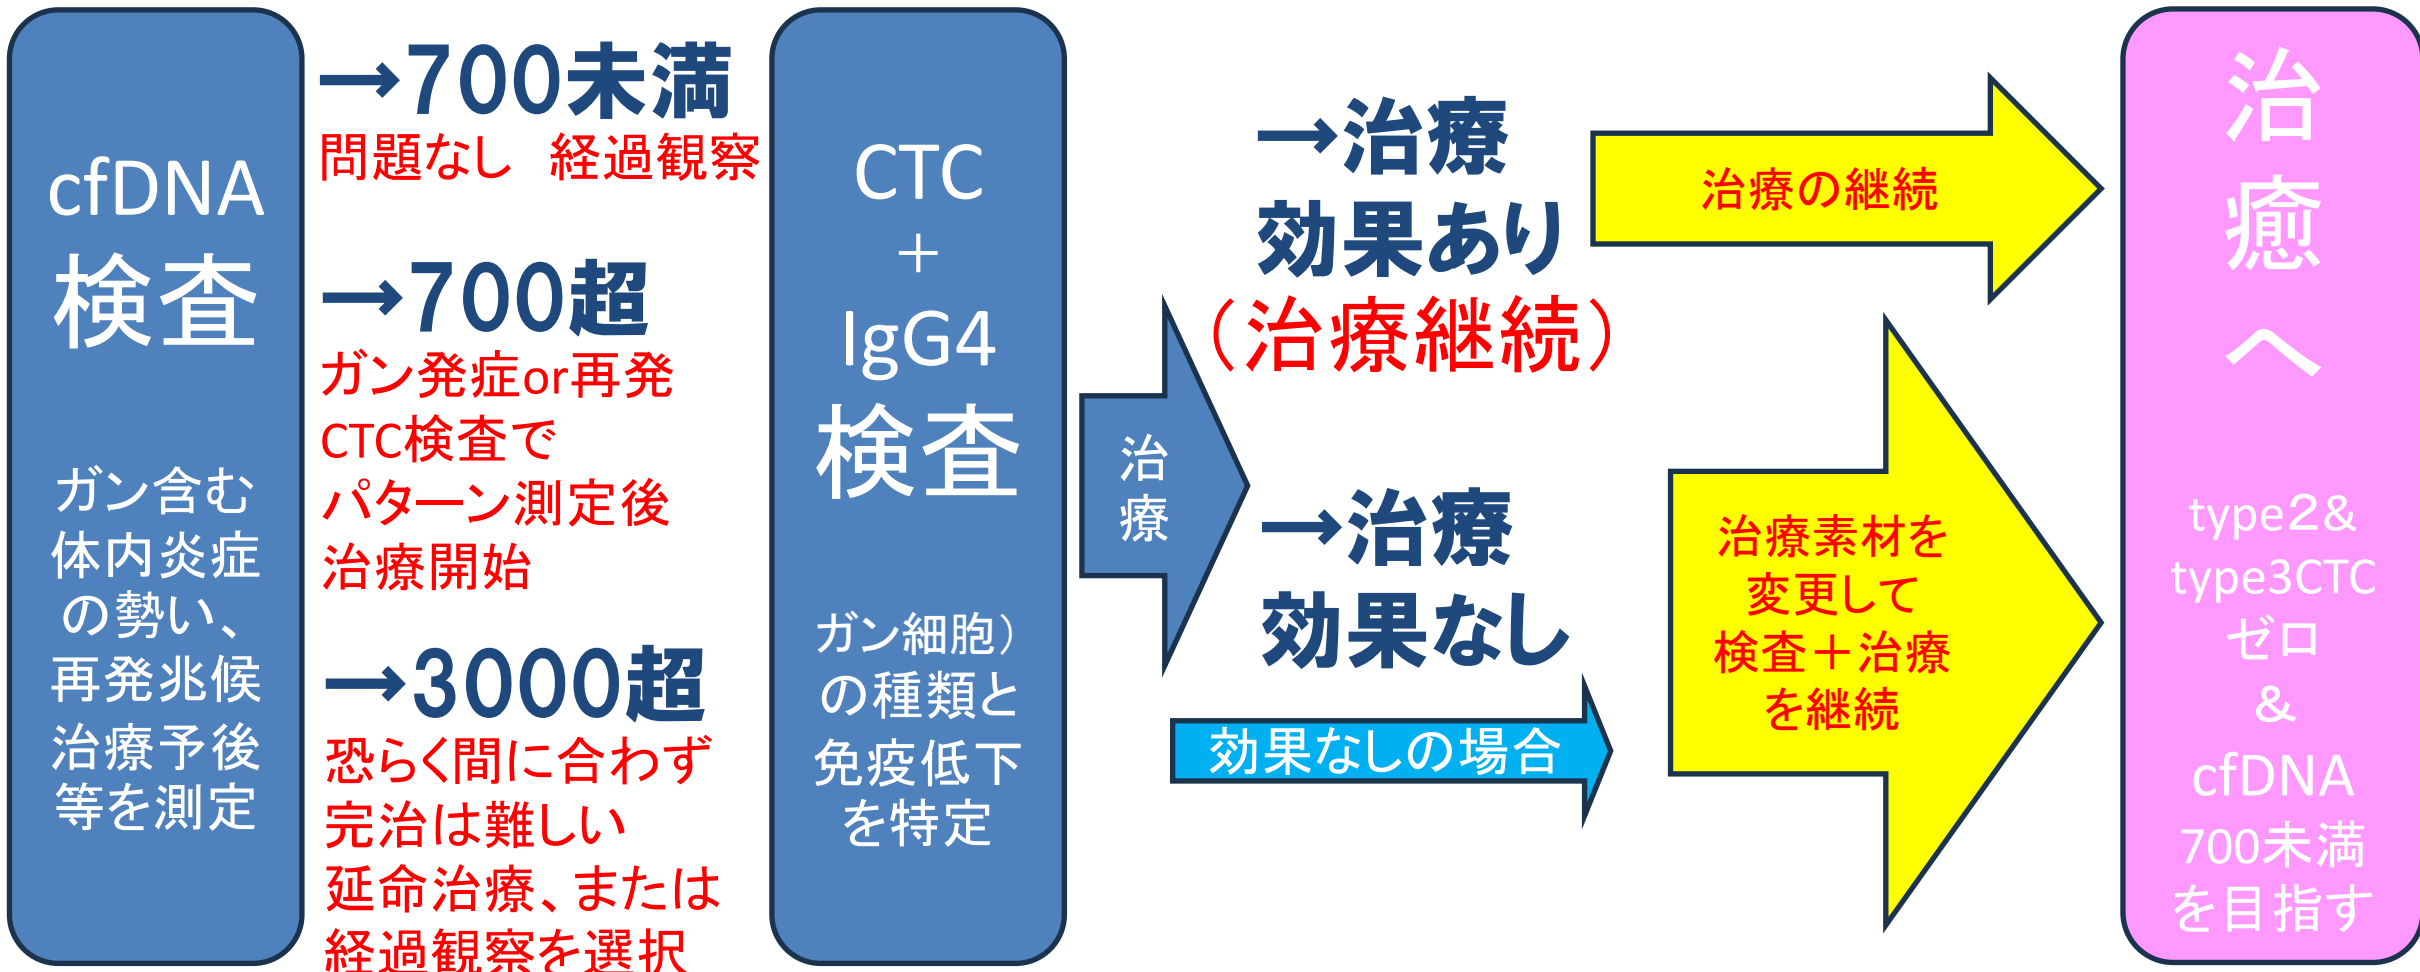 cfDNA
検査
ガン含む
体内炎症
の勢い、
再発兆候
治療予後
等を測定
→700未満
問題なし　経過観察
→700超
ガン発症or再発
CTC検査で
パターン測定後
治療開始
→3000超
恐らく間に合わず
完治は難しい
延命治療、または
経過観察を選択
CTC
＋
IgG4
検査
ガン細胞）
の種類と
免疫低下
を特定
治
療
→治療
効果あり
（治療継続）
→治療
効果なし
効果なしの場合
治療の継続
治療素材を
変更して
検査＋治療
を継続
治
癒
へ
type２&
type3CTC
ゼロ
&
cfDNA
700未満
を目指す